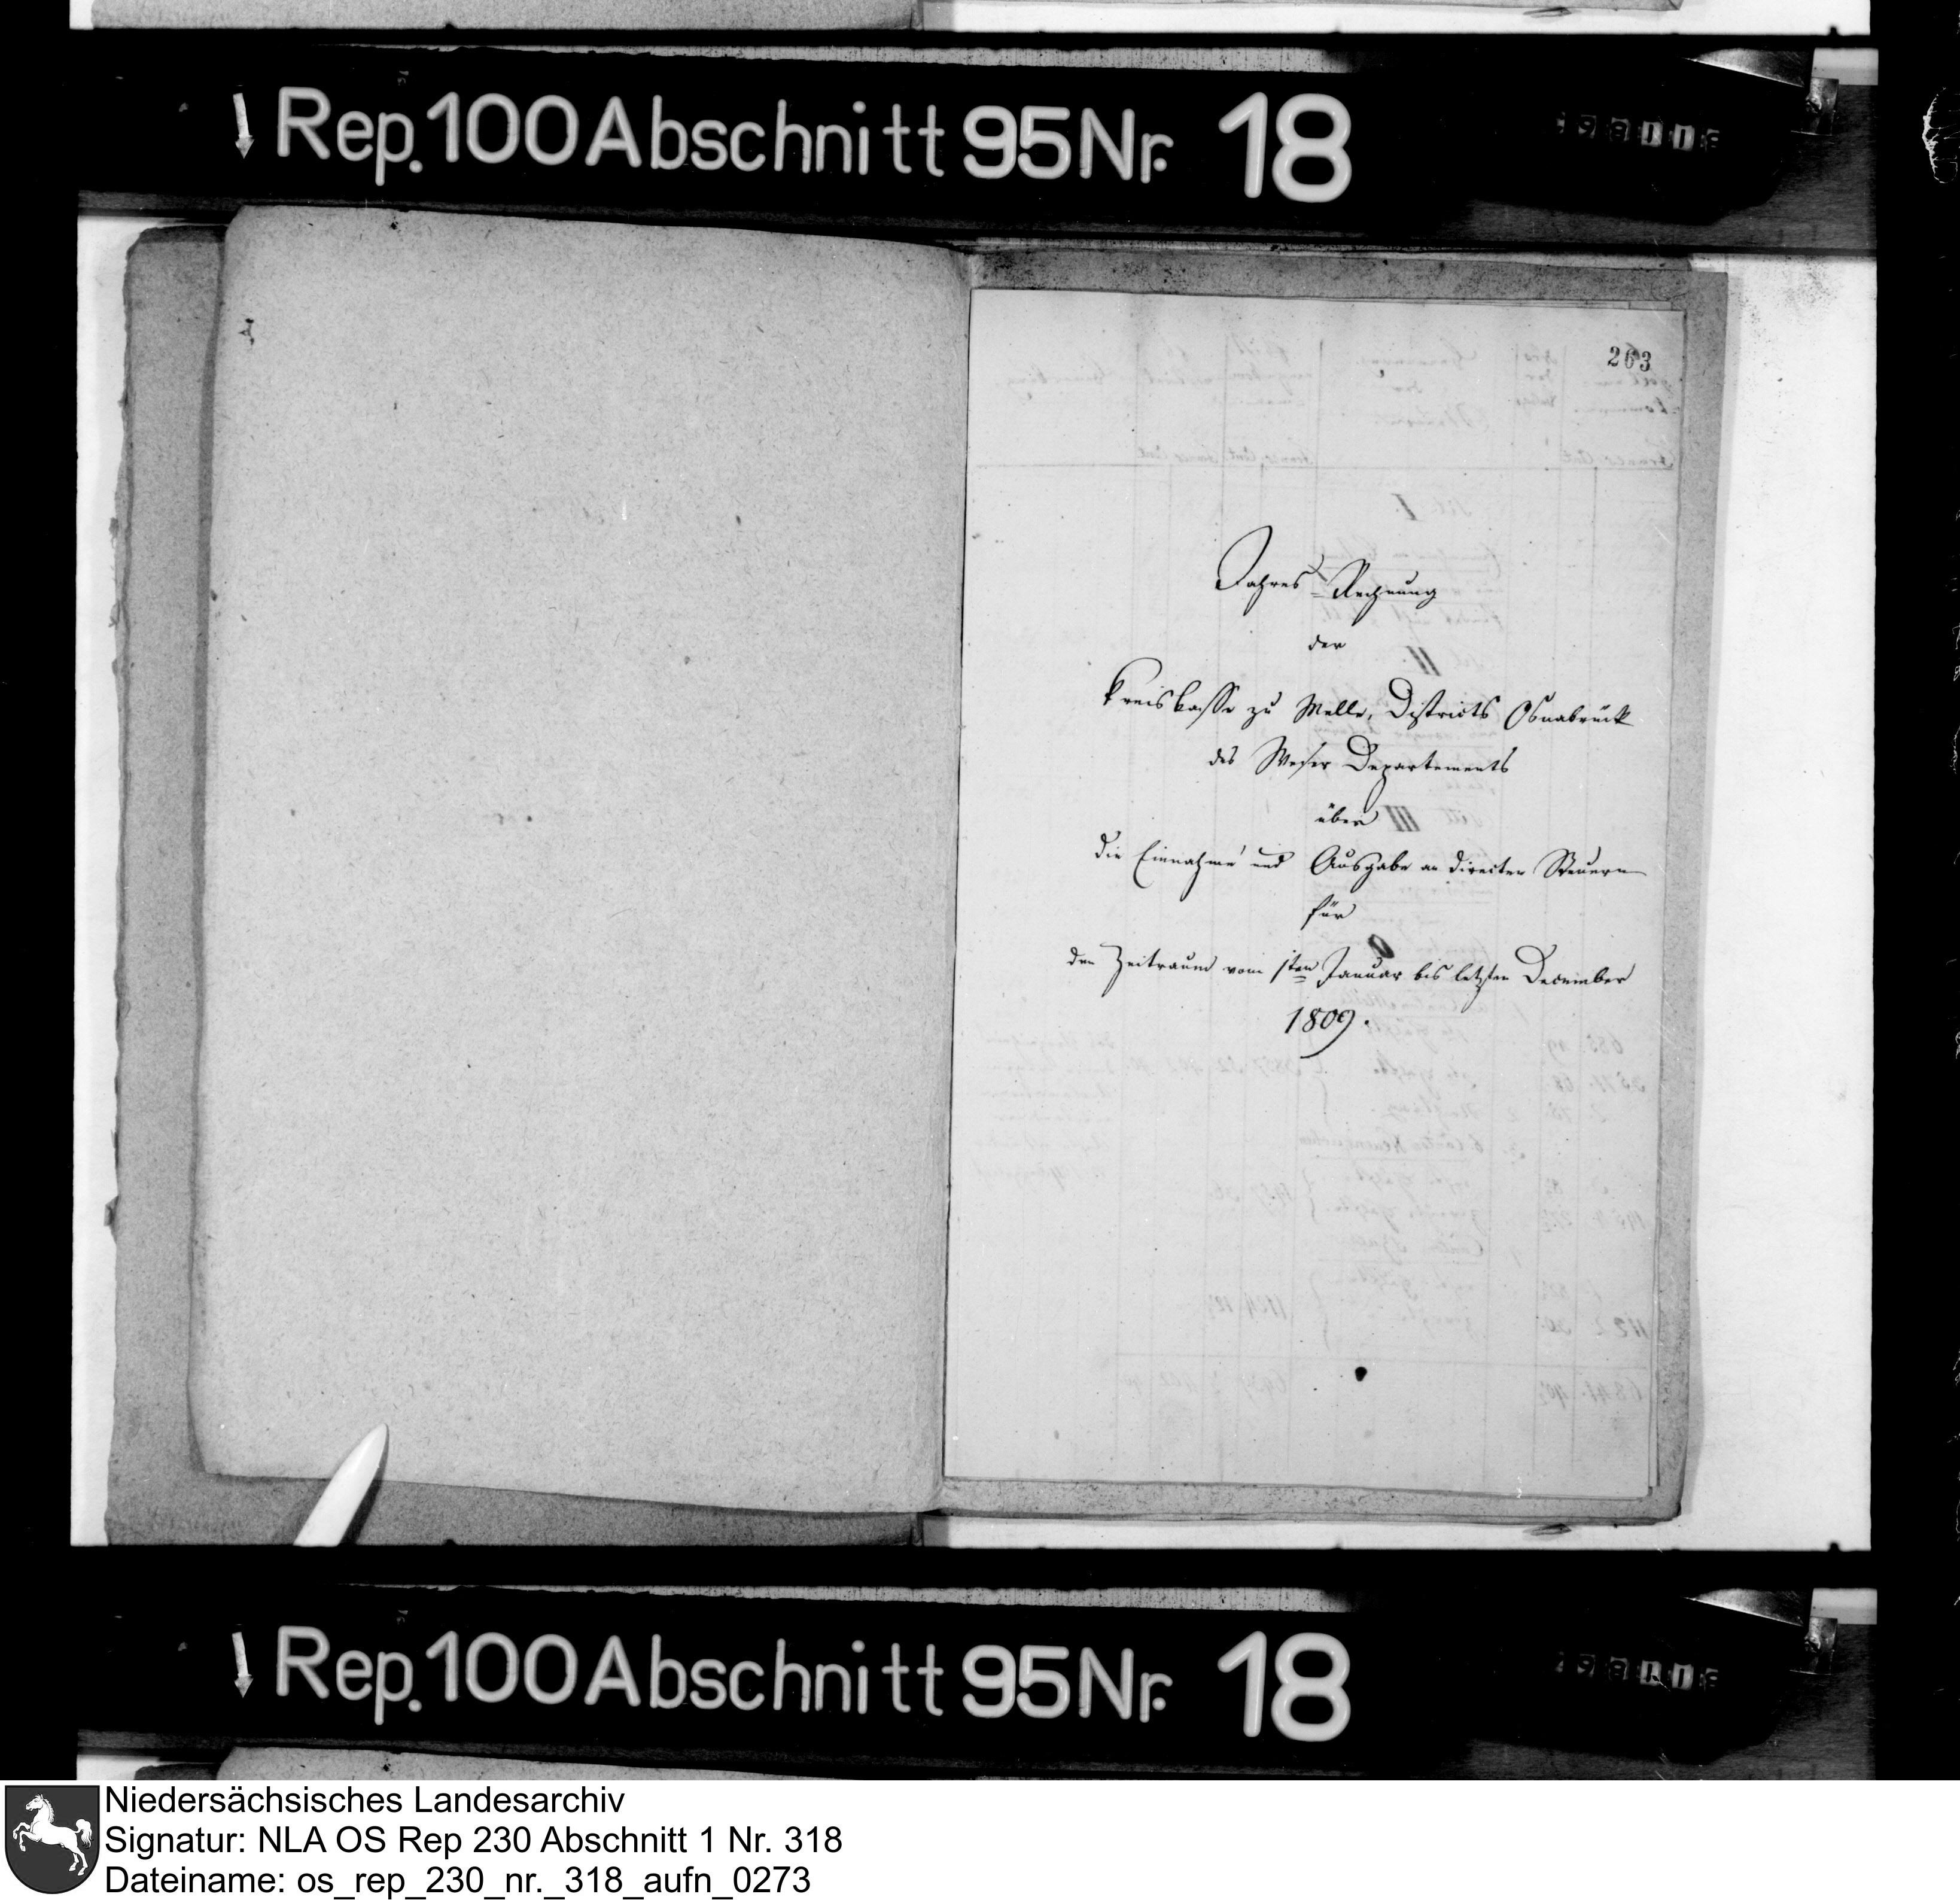 Rep. 100 Abschnitt 95 Nr. 18
263
Jahres-Rechnung
der
Kreiskasse zu Melle, Districts Osnabrück
des Weser Departements
über
die Einnahme und Ausgabe an directen Steuern
für
den Zeitraum vom 1ten Januar bis letzten December
1809.
Rep. 100 Abschnitt 95 Nr. 18
Niedersächsisches Landesarchiv
Signatur: NLA OS Rep 230 Abschnitt 1 Nr. 318
Dateiname: os_rep_230_nr._318_aufn_0273